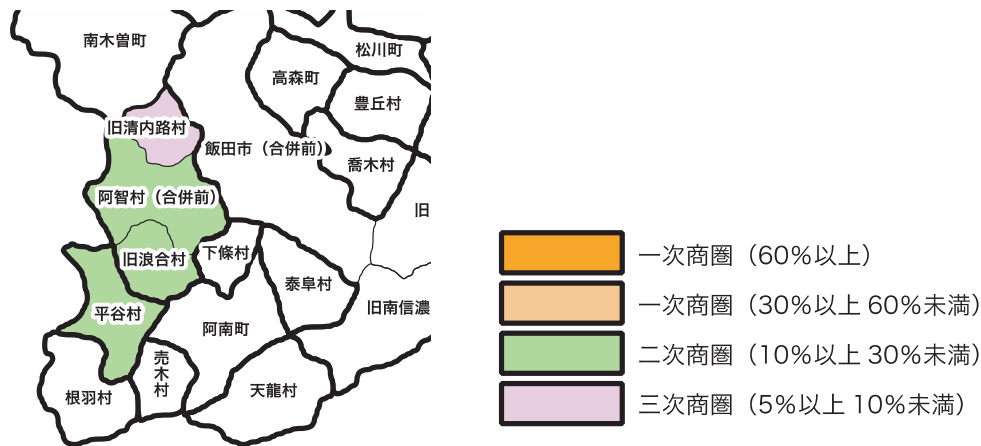 南木曽町
松川町
高森町
豊丘村
旧清内路村
飯田市（合併前）
喬木村
阿智村（合併前）
旧
下條村
旧浪合村
泰阜村
平谷村
旧南信濃
阿南町
売木村
根羽村
天龍村
一次商圏（60%以上）
一次商圏（30%以上 60%未満）
二次商圏（10%以上 30%未満）
三次商圏（5%以上 10%未満）